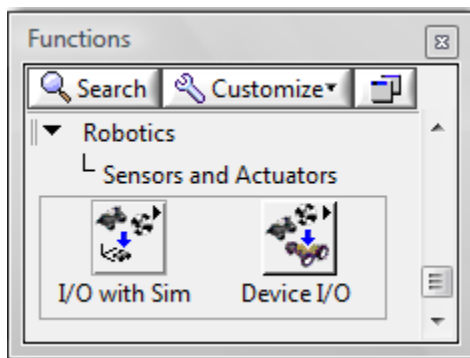 Functions
Search Customize
Robotics
Sensors and Actuators
I/O with Sim Device I/O